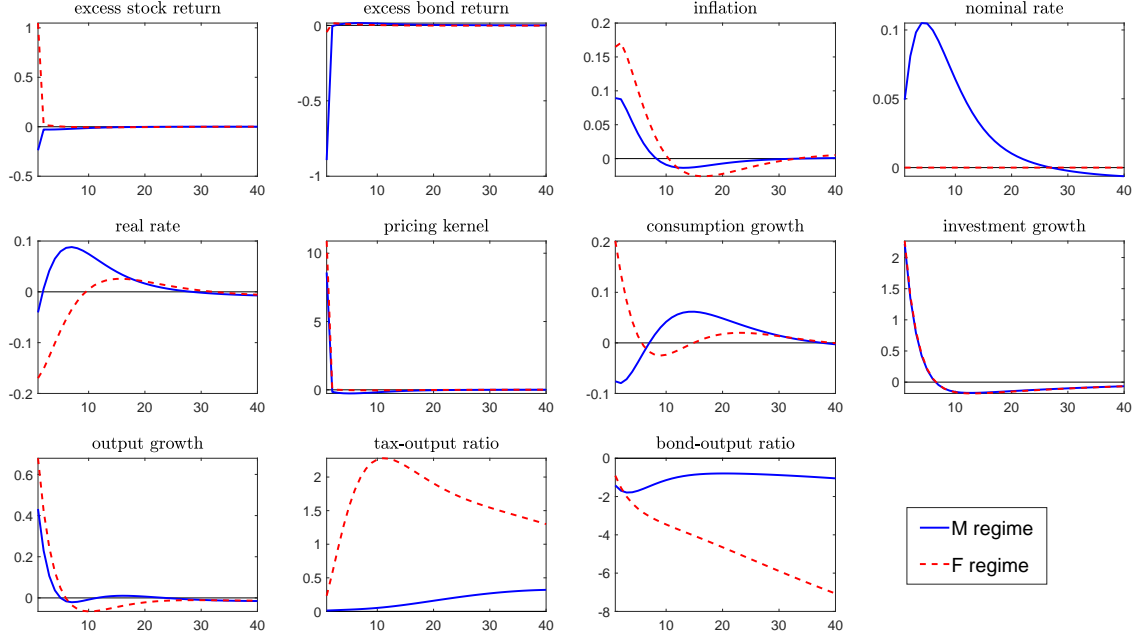 excess stock return
1
0.5
0
-0.5
10 20 30 40
excess bond return
0
-0.5
-1
10 20 30 40
inflation
0.2
0.15
0.1
0.05
0
10 20 30 40
nominal rate
0.1
0.05
0
10 20 30 40
real rate
0.1
0
-0.1
-0.2
10 20 30 40
pricing kernel
10
5
0
10 20 30 40
consumption growth
0.2
0.1
0
-0.1
10 20 30 40
investment growth
2
1.5
1
0.5
0
10 20 30 40
output growth
0.6
0.4
0.2
0
10 20 30 40
tax-output ratio
2
1.5
1
0.5
0
10 20 30 40
bond-output ratio
0
-2
-4
-6
-8
10 20 30 40
M regime
F regime